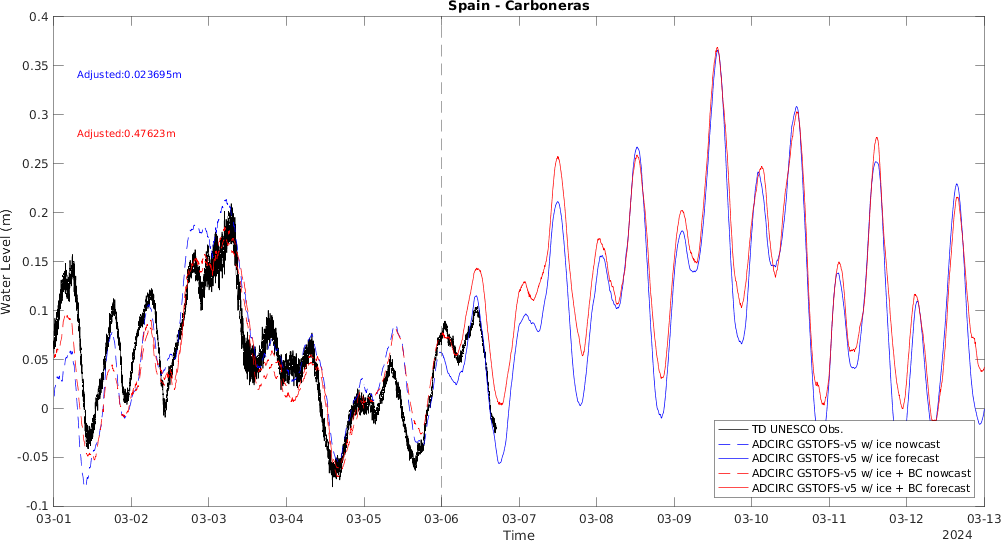 Spain - Carboneras
0.4
0.35
0.3
0.25
0.2
0.15
0.1
0.05
0
-0.05
-0.1
Water Level (m)
Adjusted:0.023695m
Adjusted:0.47623m
TD UNESCO Obs.
ADCIRC GSTOFS-v5 w/ ice nowcast
ADCIRC GSTOFS-v5 w/ ice forecast
ADCIRC GSTOFS-v5 w/ ice + BC nowcast
ADCIRC GSTOFS-v5 w/ ice + BC forecast
03-01 03-02 03-03 03-04 03-05 03-06 03-07 03-08 03-09 03-10 03-11 03-12 03-13
Time
2024